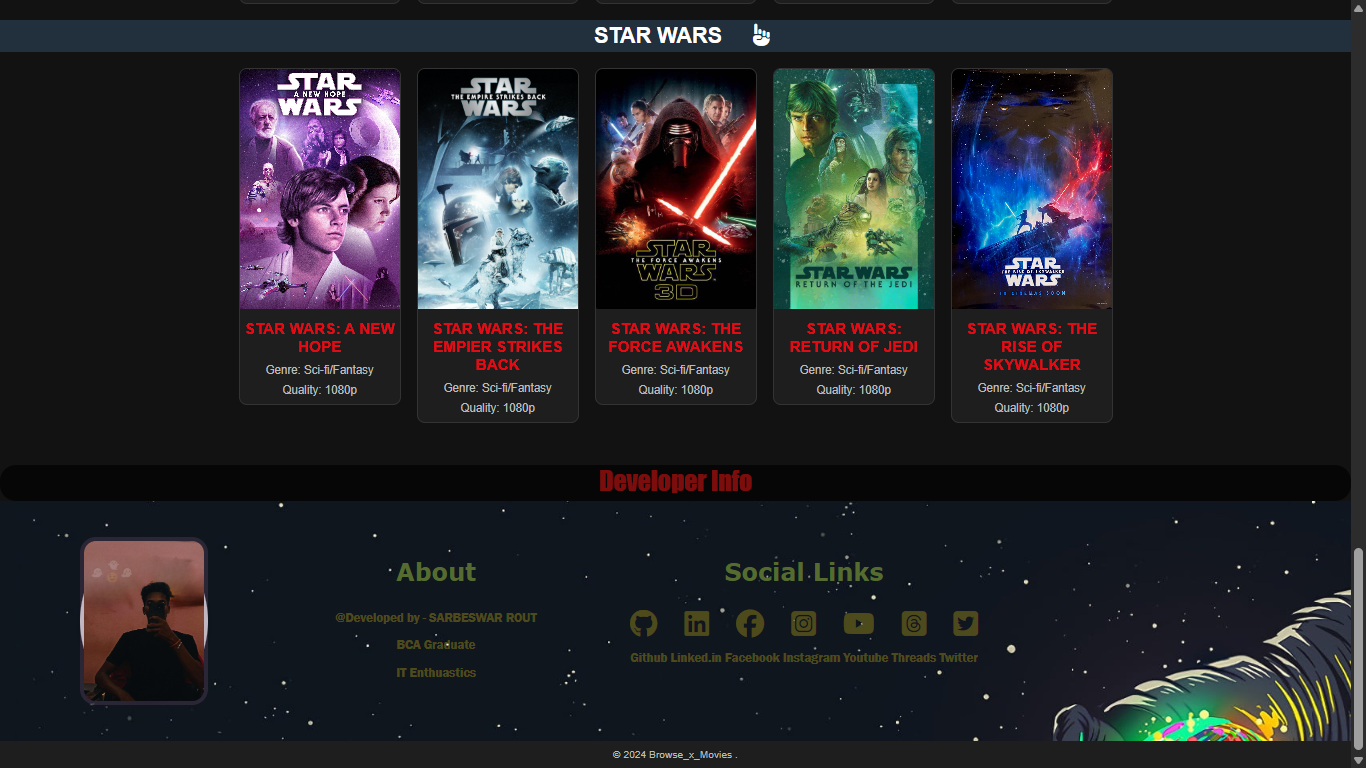 STAR WARS
STAR
A NEW HOPE
WARS
STAR
THE EMPIRE STRIKES BACK
WARS
STAR
THE FORCE AWAKENS
WARS
3D
STAR WARS
RETURN OF THE JEDI
STAR
THE RISE OF SKYWALKER
WARS
STAR WARS: A NEW
HOPE
Genre: Sci-fi/Fantasy
Quality: 1080p
STAR WARS: THE
EMPIER STRIKES
BACK
Genre: Sci-fi/Fantasy
Quality: 1080p
STAR WARS: THE
FORCE AWAKENS
Genre: Sci-fi/Fantasy
Quality: 1080p
STAR WARS:
RETURN OF JEDI
Genre: Sci-fi/Fantasy
Quality: 1080p
STAR WARS: THE
RISE OF
SKYWALKER
Genre: Sci-fi/Fantasy
Quality: 1080p
Developer Info
About
@Developed by - SARBESWAR ROUT
BCA Graduate
IT Enthuastics
Social Links
Github Linked.in Facebook Instagram Youtube Threads Twitter
© 2024 Browse_x_Movies .